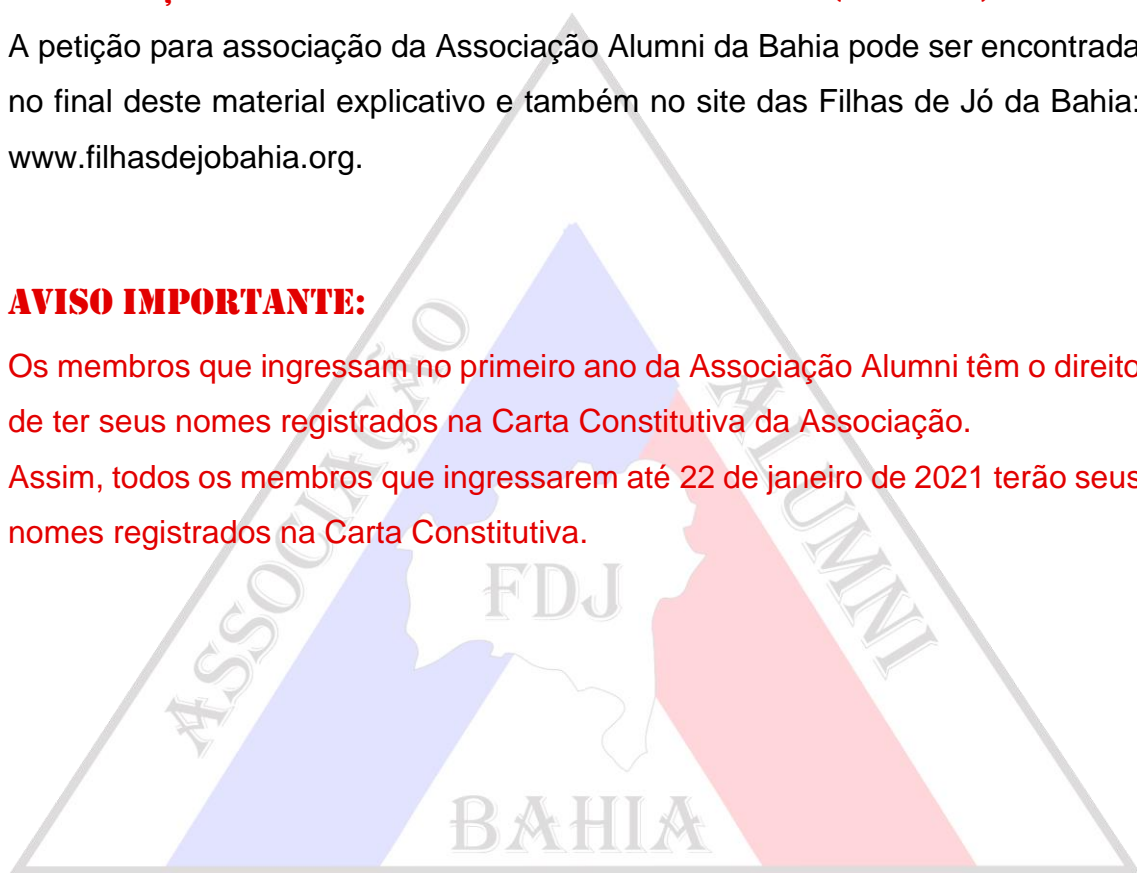 A petição para associação da Associação Alumni da Bahia pode ser encontrada
no final deste material explicativo e também no site das Filhas de Jó da Bahia:
www.filhasdejobahia.org.
AVISO IMPORTANTE:
Os membros que ingressam no primeiro ano da Associação Alumni têm o direito
de ter seus nomes registrados na Carta Constitutiva da Associação.
Assim, todos os membros que ingressarem até 22 de janeiro de 2021 terão seus
nomes registrados na Carta Constitutiva.
ASSOCIAÇÃO
ALUMNI
FDJ
BAHIA